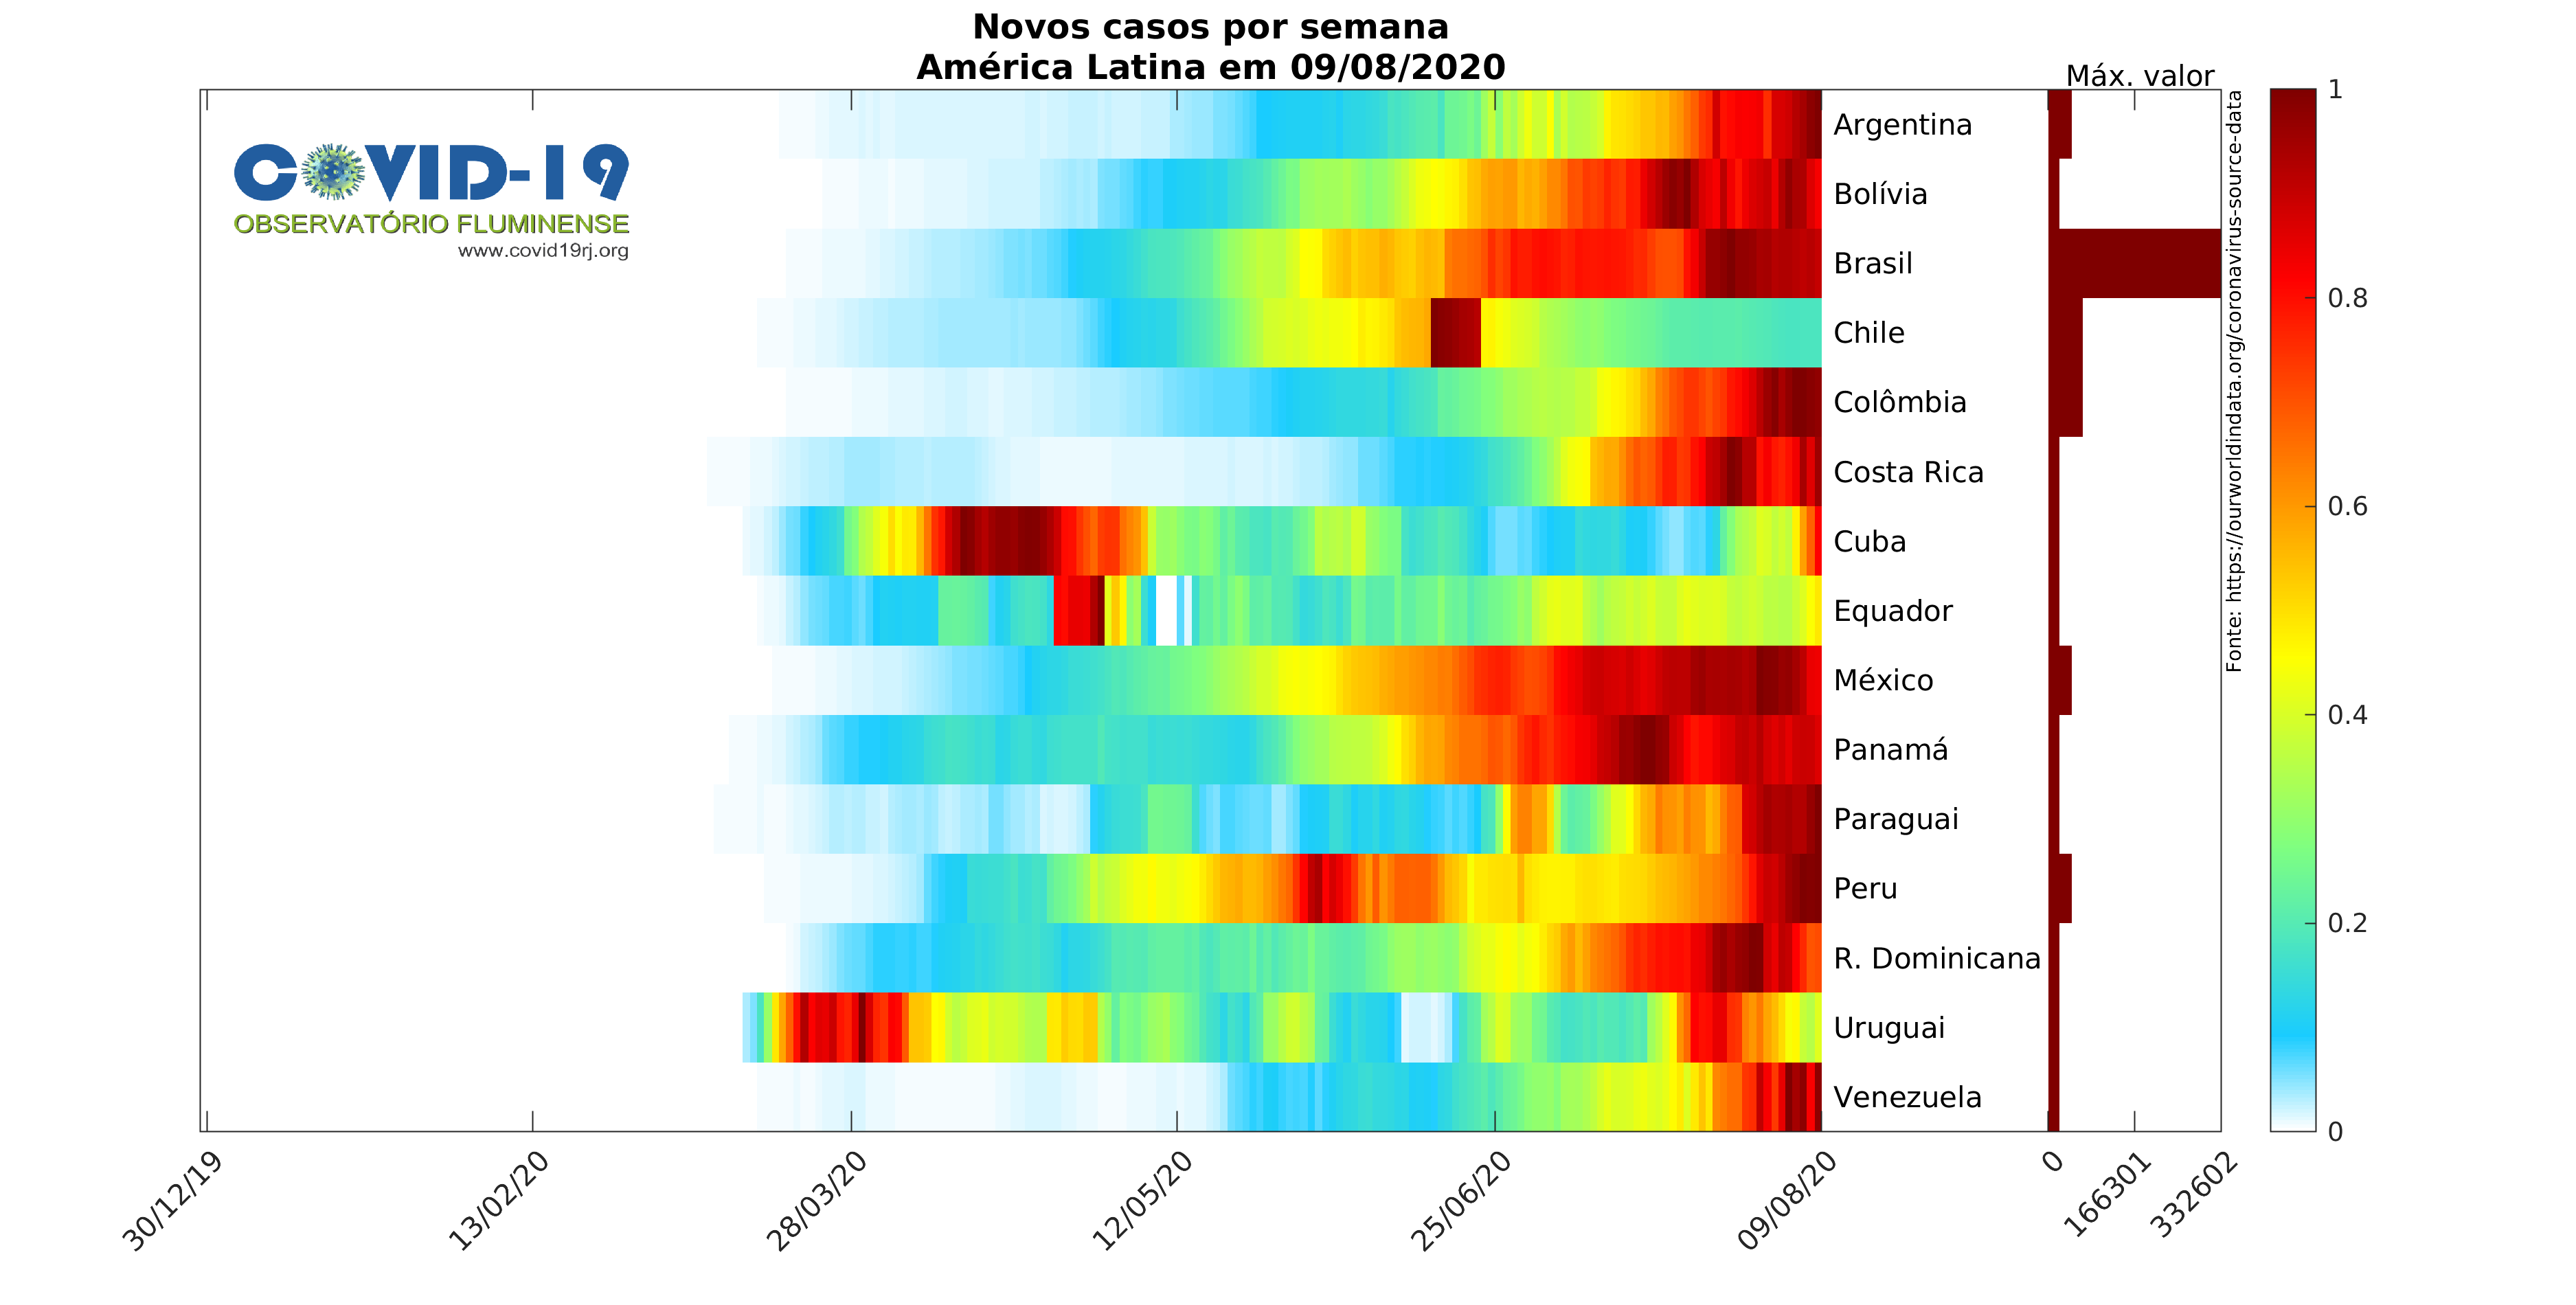 Novos casos por semana
América Latina em 09/08/2020
Máx. valor
COVID-19
OBSERVATÓRIO FLUMINENSE
www.covid19rj.org
Argentina
Bolívia
Brasil
Chile
Colômbia
Costa Rica
Cuba
Equador
México
Panamá
Paraguai
Peru
R. Dominicana
Uruguai
Venezuela
Fonte: https://ourworldindata.org/coronavirus-source-data
1
0.8
0.6
0.4
0.2
0
30/12/19
13/02/20
28/03/20
12/05/20
25/06/20
09/08/20
0
166301
332602